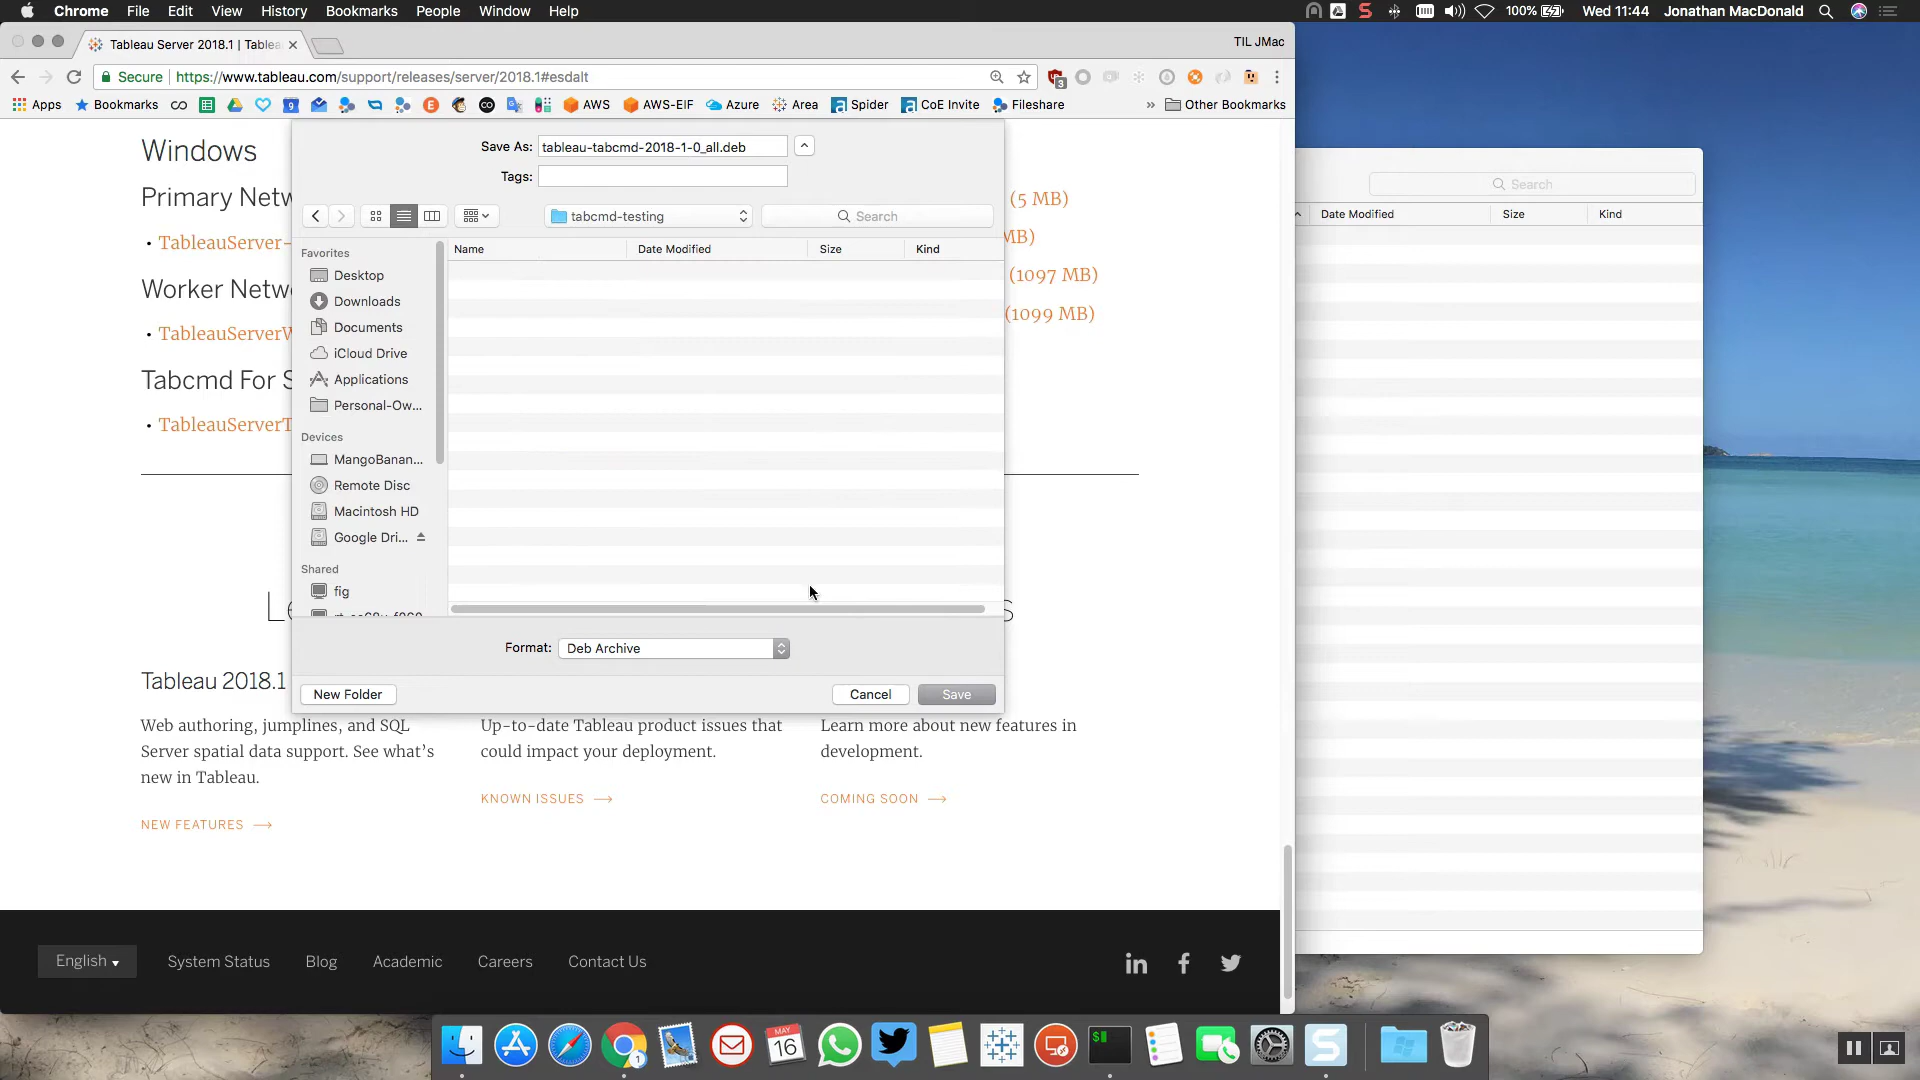 Chrome File Edit View History Bookmarks People Window Help
100% Wed 11:44 Jonathan MacDonald
Tableau Server 2018.1 | Tablea
TIL JMac
Secure https://www.tableau.com/support/releases/server/2018.1#esdalt
Apps Bookmarks AWS AWS-EIF Azure Area Spider CoE Invite Fileshare » Other Bookmarks
Save As: tableau-tabcmd-2018-1-0_all.deb
Tags:
tabcmd-testing
Search
Name Date Modified Size Kind
Favorites
Desktop
Downloads
Documents
iCloud Drive
Applications
Personal-Ow...
Devices
MangoBanan...
Remote Disc
Macintosh HD
Google Dri...
Shared
fig
Format: Deb Archive
New Folder
Cancel
Save
Windows
Primary Netw
• TableauServer-
Worker Netw
• TableauServerW
Tabcmd For S
• TableauServerT
(5 MB)
MB)
(1097 MB)
(1099 MB)
Search
Date Modified Size Kind
Le
s
Tableau 2018.1
Web authoring, jumplines, and SQL
Server spatial data support. See what's
new in Tableau.
NEW FEATURES
Up-to-date Tableau product issues that
could impact your deployment.
KNOWN ISSUES
Learn more about new features in
development.
COMING SOON
English System Status Blog Academic Careers Contact Us
MAY
16
1